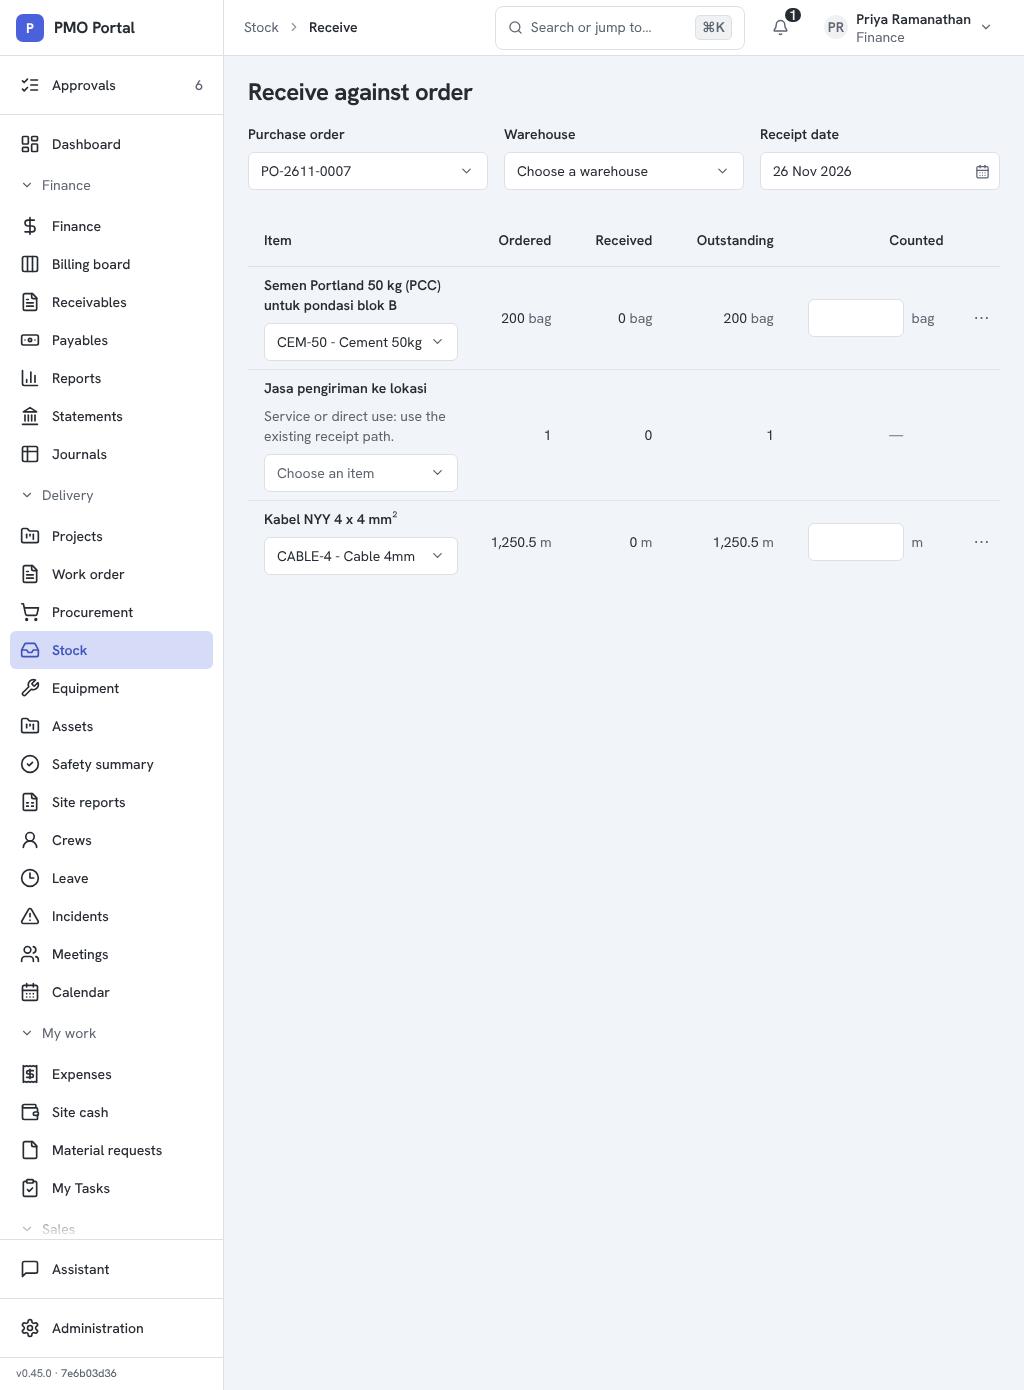 P
PMO Portal
Stock
Receive
Search or jump to...
⌘K
1
PR
Priya Ramanathan
Finance
Approvals
6
Dashboard
Finance
Finance
Billing board
Receivables
Payables
Reports
Statements
Journals
Delivery
Projects
Work order
Procurement
Stock
Equipment
Assets
Safety summary
Site reports
Crews
Leave
Incidents
Meetings
Calendar
My work
Expenses
Site cash
Material requests
My Tasks
Sales
Assistant
Administration
v0.45.0 · 7e6b03d36
Receive against order
Purchase order
Warehouse
Receipt date
PO-2611-0007
Choose a warehouse
26 Nov 2026
Item Ordered Received Outstanding Counted
Semen Portland 50 kg (PCC)
untuk pondasi blok B
CEM-50 - Cement 50kg
200 bag
0 bag
200 bag
bag
Jasa pengiriman ke lokasi
Service or direct use: use the
existing receipt path.
Choose an item
1
0
1
—
Kabel NYY 4 x 4 mm²
CABLE-4 - Cable 4mm
1,250.5 m
0 m
1,250.5 m
m